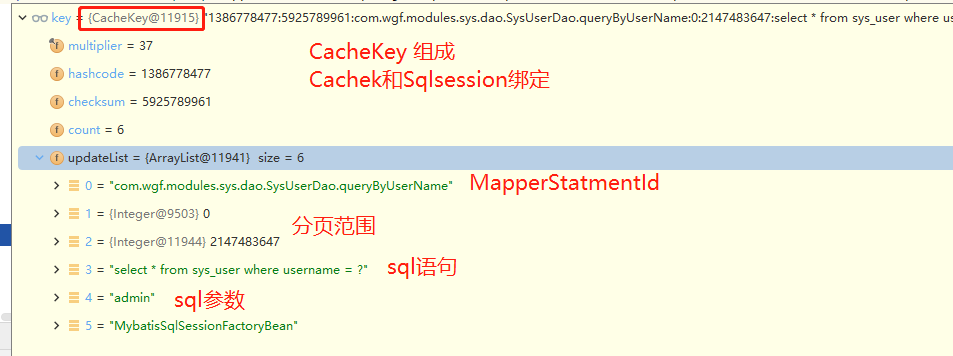 key = {CacheKey@11915} "1386778477:5925789961:com.wgf.modules.sys.dao.SysUserDao.queryByUserName:0:2147483647:select * from sys_user where usern
multiplier = 37
CacheKey 组成
hashcode = 1386778477
Cachek和Sqlsession绑定
checksum = 5925789961
count = 6
updateList = {ArrayList@11941} size = 6
0 = "com.wgf.modules.sys.dao.SysUserDao.queryByUserName"
MapperStatmentId
1 = {Integer@9503} 0
分页范围
2 = {Integer@11944} 2147483647
3 = "select * from sys_user where username = ?"
sql语句
4 = "admin"
sql参数
5 = "MybatisSqlSessionFactoryBean"